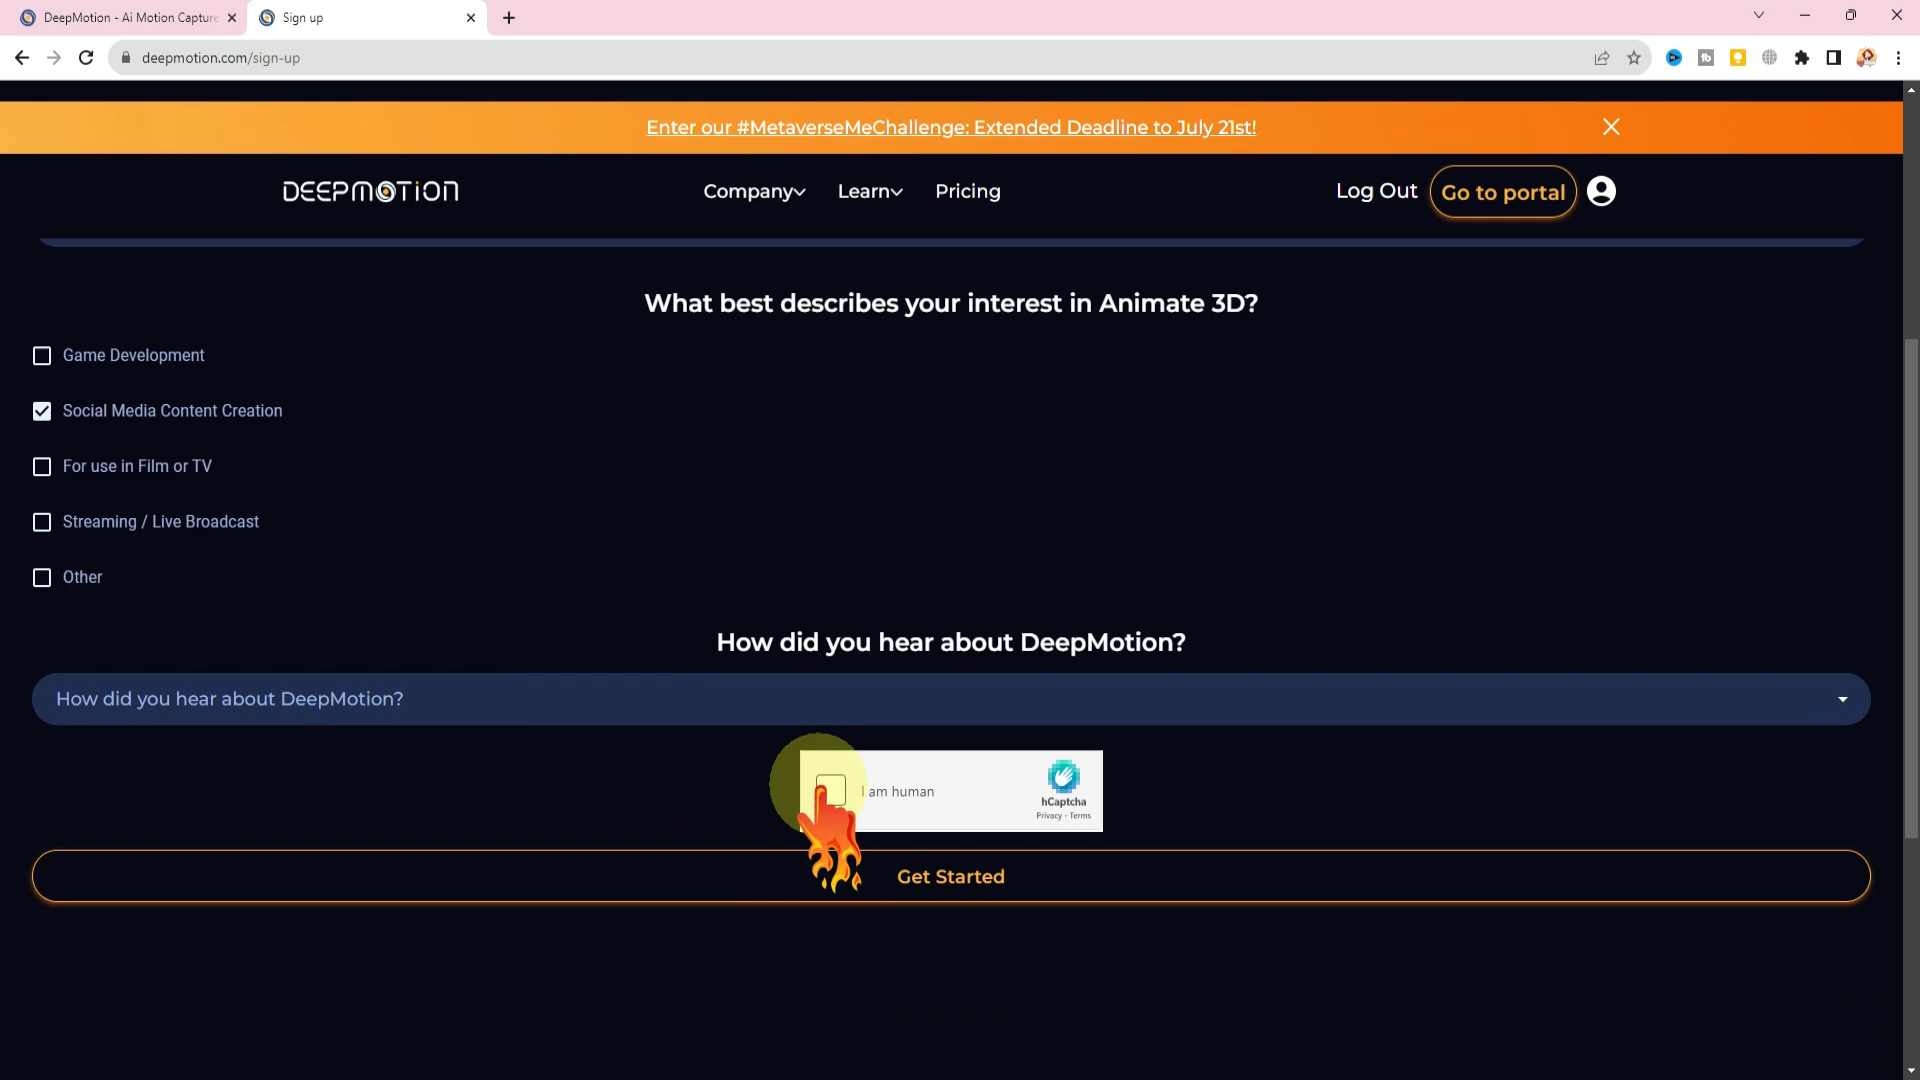 DeepMotion - Ai Motion Capture
Sign up
deepmotion.com/sign-up
Enter our #MetaverseMeChallenge: Extended Deadline to July 21st!
DEEPMOTION
Company
Learn
Pricing
Log Out
Go to portal
What best describes your interest in Animate 3D?
Game Development
Social Media Content Creation
For use in Film or TV
Streaming / Live Broadcast
Other
How did you hear about DeepMotion?
How did you hear about DeepMotion?
I am human
hCaptcha
Privacy - Terms
Get Started